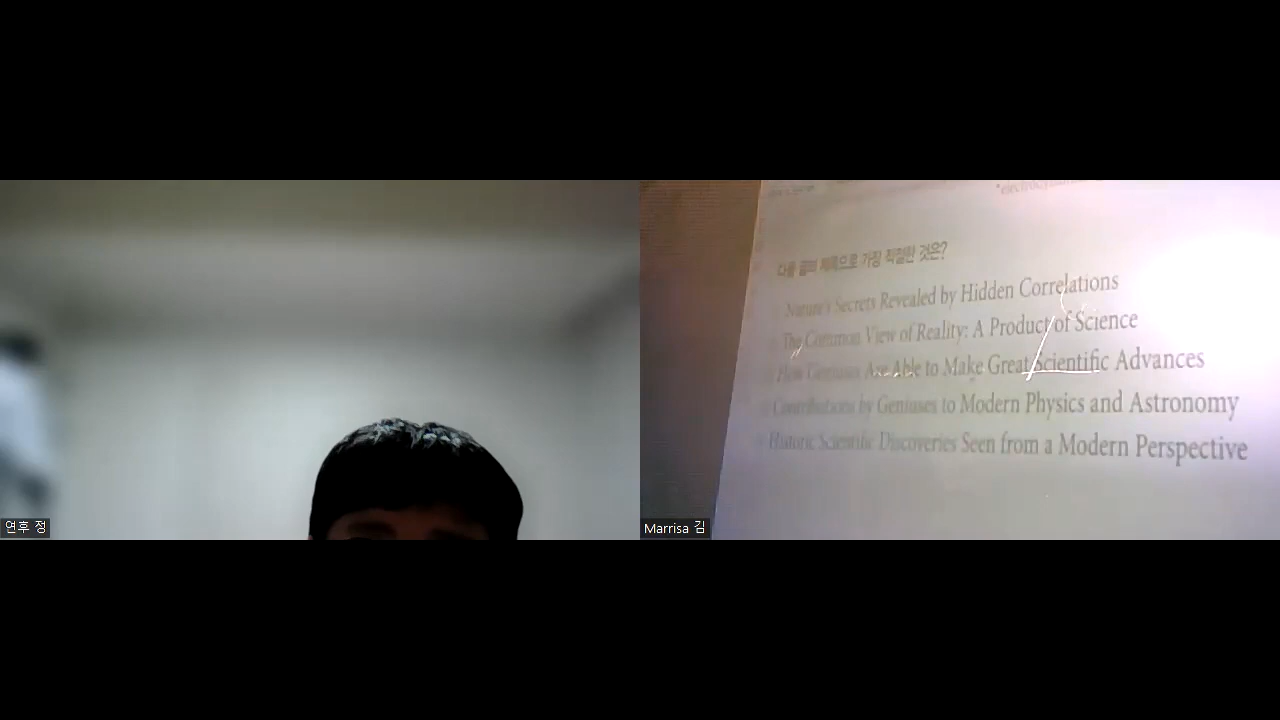 *electrocy
다음 글의 제목으로 가장 적절한 것은?
Nature's Secrets Revealed by Hidden Correlations
The Common View of Reality: A Product of Science
How Geniuses Are Able to Make Great Scientific Advances
Contributions by Geniuses to Modern Physics and Astronomy
Historic Scientific Discoveries Seen from a Modern Perspective
연후 정
Marrisa 김